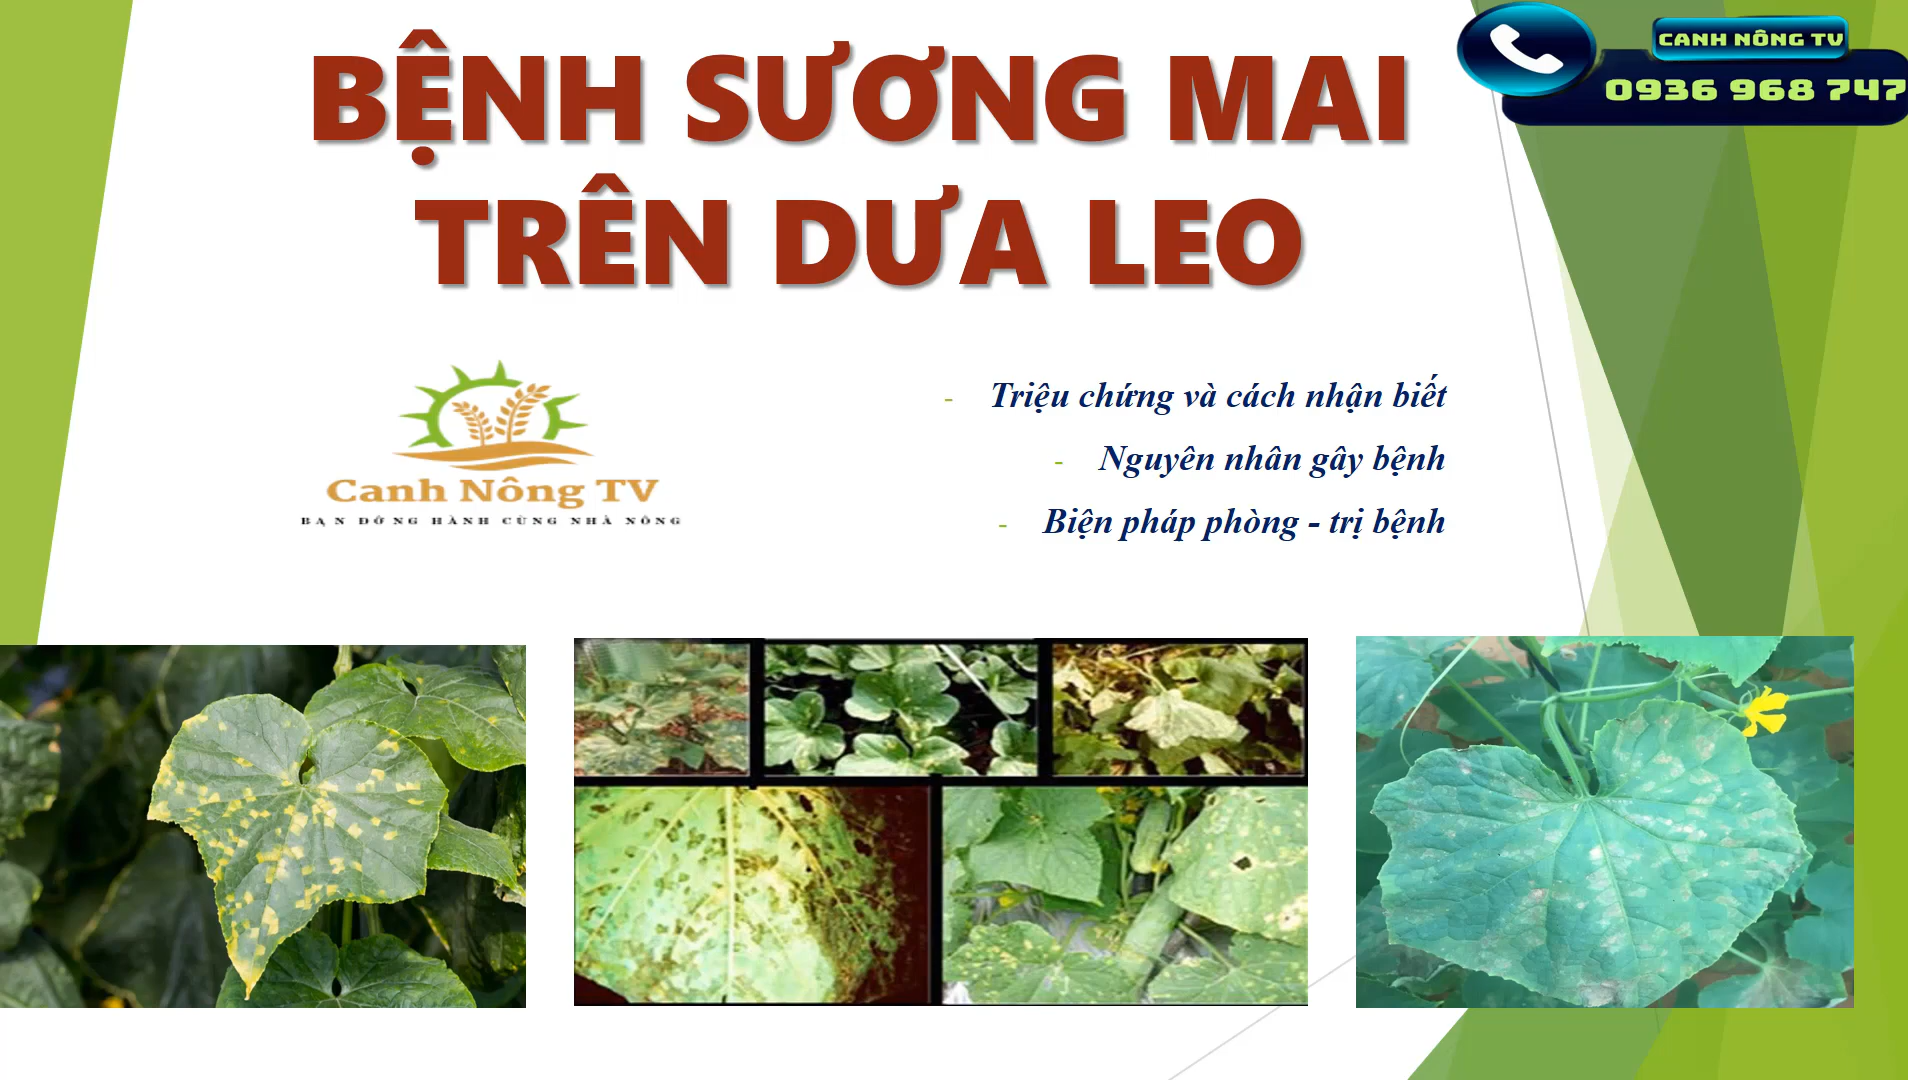 BỆNH SƯƠNG MAI
TRÊN DƯA LEO
CANH NÔNG TV
0936 968 747
Canh Nông TV
BẠN ĐỒNG HÀNH CÙNG NHÀ NÔNG
- Triệu chứng và cách nhận biết
- Nguyên nhân gây bệnh
- Biện pháp phòng - trị bệnh